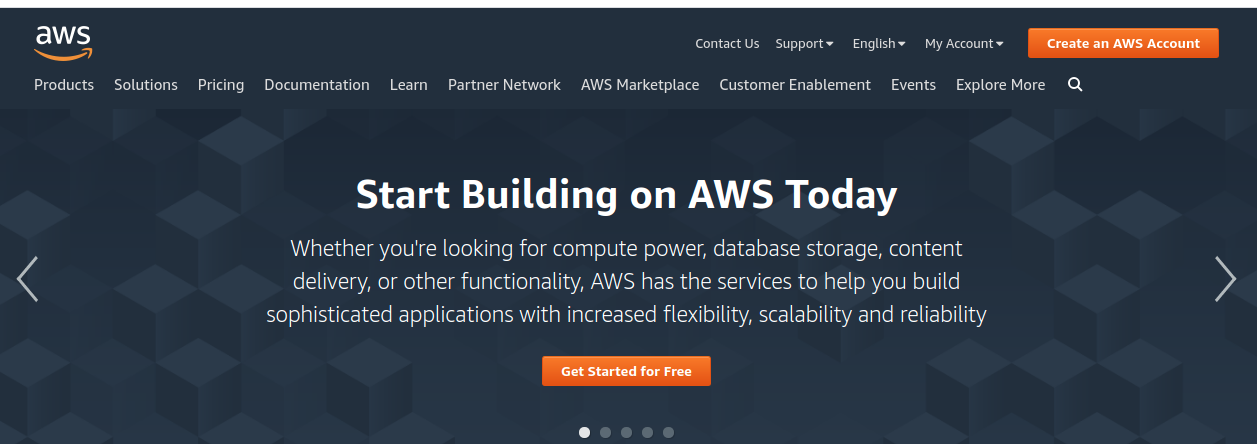 aws
Contact Us Support English My Account Create an AWS Account
Products Solutions Pricing Documentation Learn Partner Network AWS Marketplace Customer Enablement Events Explore More
Start Building on AWS Today
Whether you're looking for compute power, database storage, content
delivery, or other functionality, AWS has the services to help you build
sophisticated applications with increased flexibility, scalability and reliability
Get Started for Free